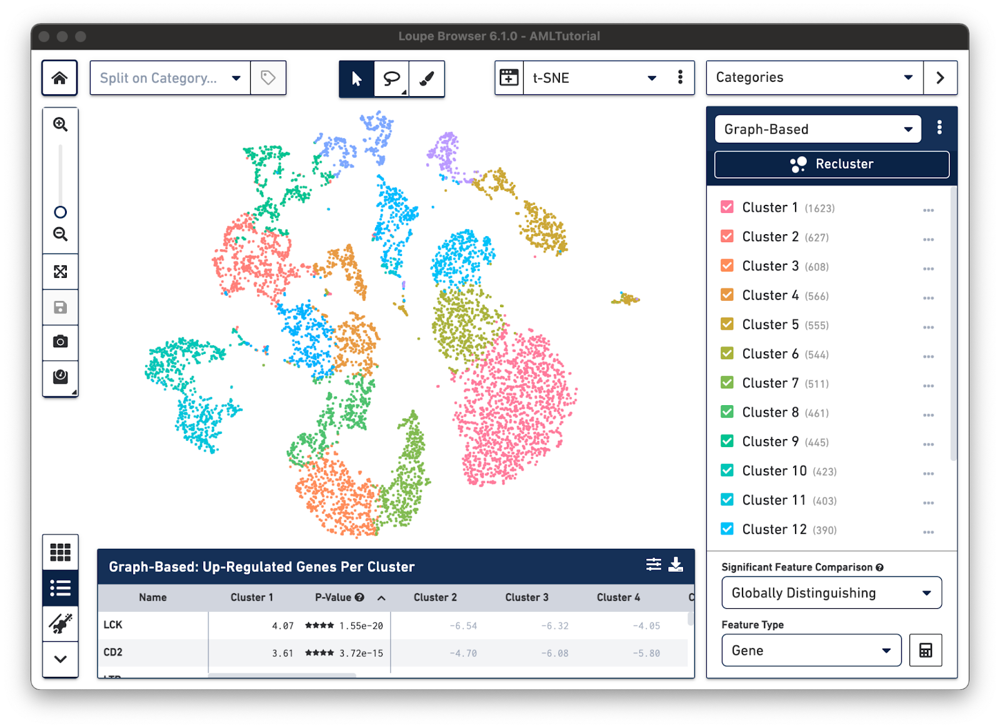 Loupe Browser 6.1.0 - AMLTutorial
Split on Category...
t-SNE
Categories
Graph-Based
Recluster
Cluster 1 (1623)
Cluster 2 (627)
Cluster 3 (608)
Cluster 4 (566)
Cluster 5 (555)
Cluster 6 (544)
Cluster 7 (511)
Cluster 8 (461)
Cluster 9 (445)
Cluster 10 (423)
Cluster 11 (403)
Cluster 12 (390)
Significant Feature Comparison ?
Globally Distinguishing
Feature Type
Gene
Graph-Based: Up-Regulated Genes Per Cluster
Name Cluster 1 P-Value ? Cluster 2 Cluster 3 Cluster 4 C
LCK 4.07 ★★★★ 1.55e-20 -6.54 -6.32 -4.05
CD2 3.61 ★★★★ 3.72e-15 -4.70 -6.08 -5.80